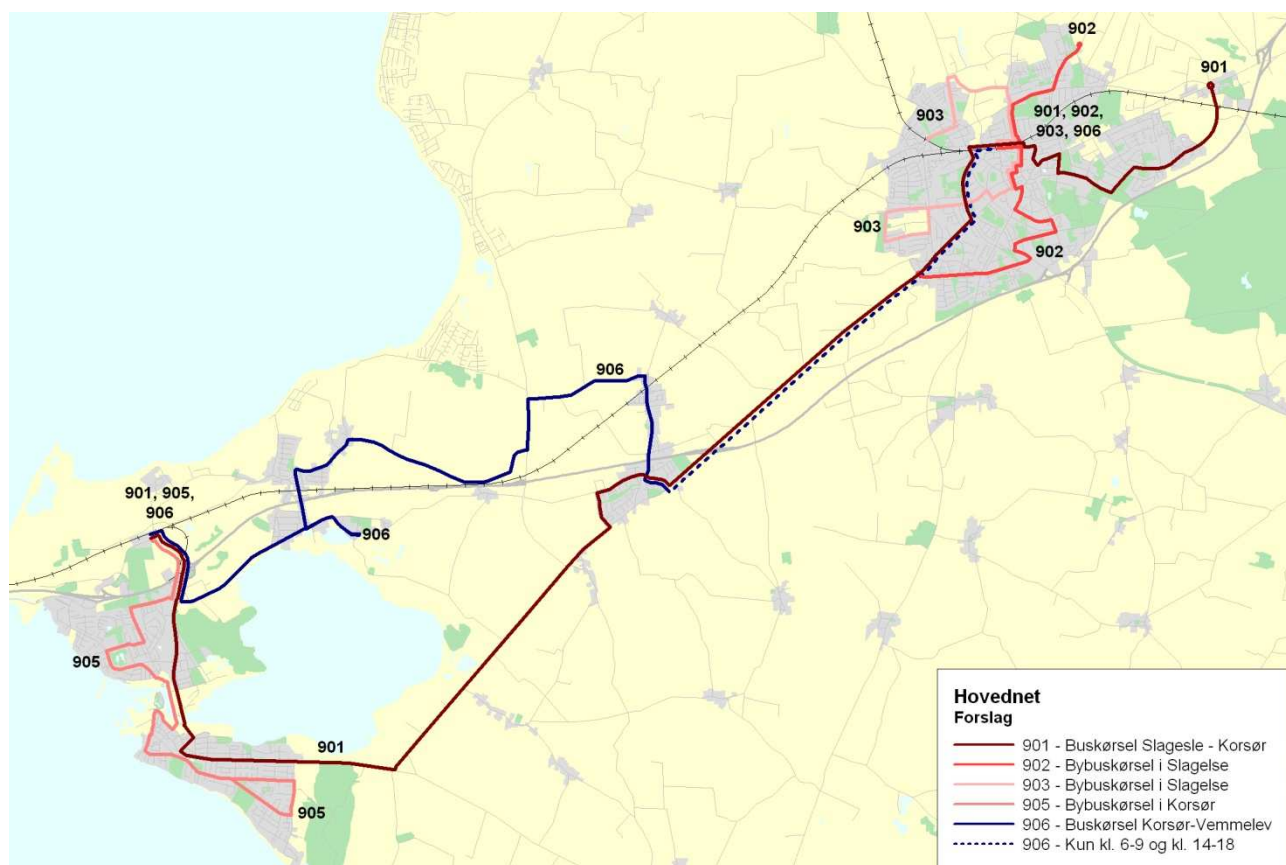 902
901
903
901, 902,
903, 906
903
902
906
901, 905,
906
906
905
901
905
Hovednet
Forslag
901 - Buskørsel Slagesle - Korsør
902 - Bybuskørsel i Slagelse
903 - Bybuskørsel i Slagelse
905 - Bybuskørsel i Korsør
906 - Buskørsel Korsør-Vemmelev
906 - Kun kl. 6-9 og kl. 14-18